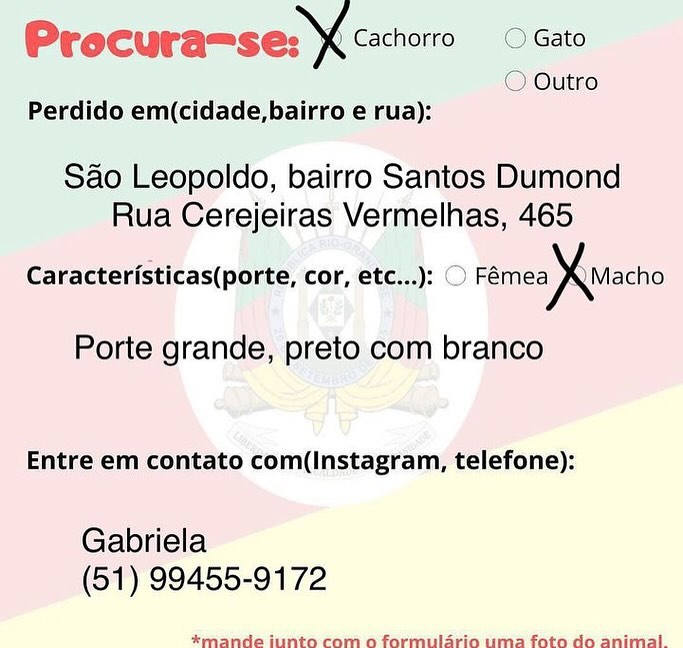 Procura-se: Cachorro Gato
Outro
Perdido em(cidade,bairro e rua):
São Leopoldo, bairro Santos Dumond
Rua Cerejeiras Vermelhas, 465
Características(porte, cor, etc...): Fêmea Macho
Porte grande, preto com branco
Entre em contato com(Instagram, telefone):
Gabriela
(51) 99455-9172
*mande junto com o formulário uma foto do animal.